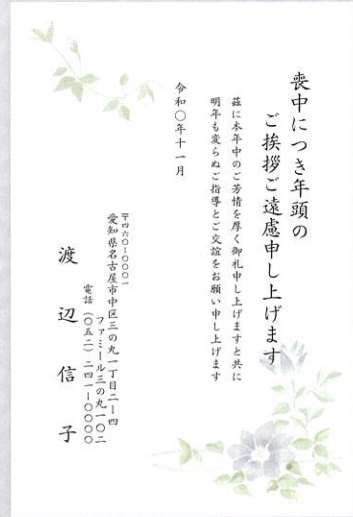 喪中につき年頭の
ご挨拶ご遠慮申し上げます
茲に本年中のご芳情を厚く御礼申し上げますと共に
明年も変らぬご指導とご交誼をお願い申し上げます
令和〇年十一月
〒四六〇-〇〇〇一
愛知県名古屋市中区三の丸一丁目二ー四
ファミール三の丸一〇二
電話(〇五二)二四一-〇〇〇〇
渡辺信子